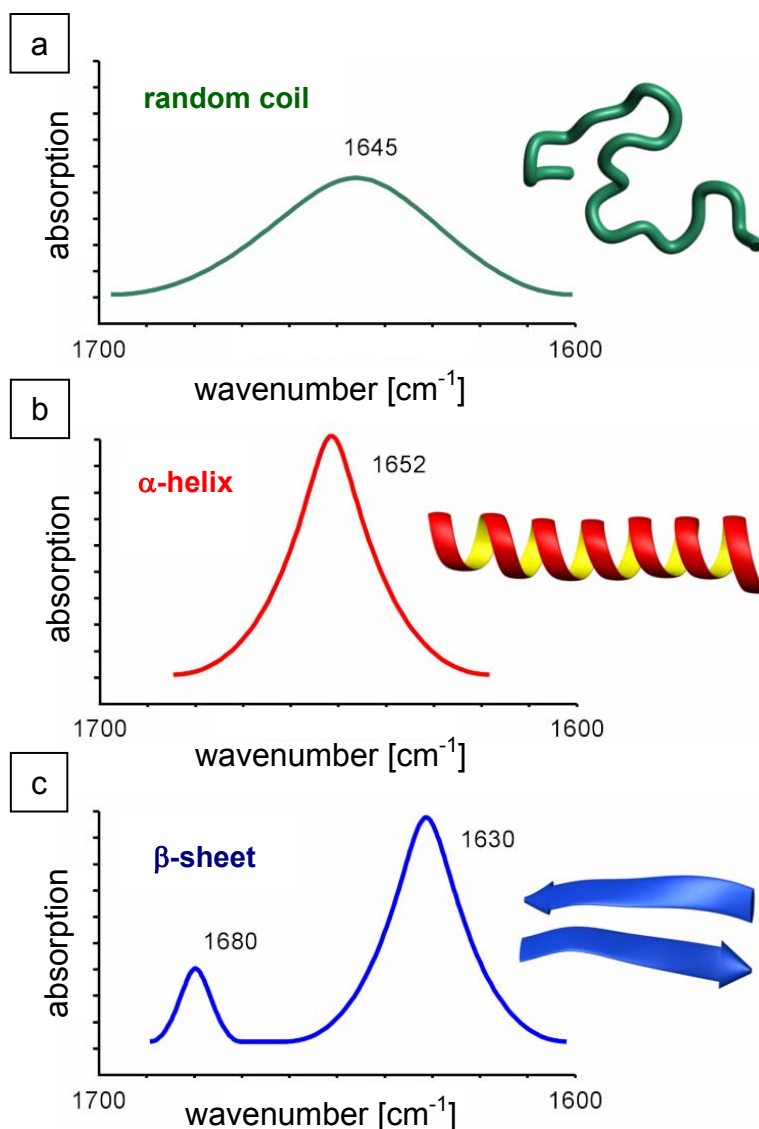 a
random coil
1645
absorption
1700
1600
wavenumber [cm⁻¹]
b
α-helix
1652
absorption
1700
1600
wavenumber [cm⁻¹]
c
β-sheet
1630
1680
absorption
1700
1600
wavenumber [cm⁻¹]